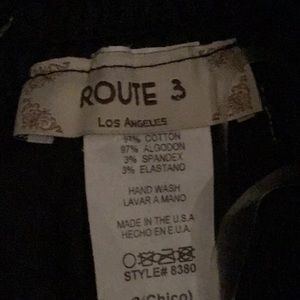 ROUTE 3
LOS ANGELES
COTTON
97% ALGODON
3% SPANDEX
3% ELASTANO
HAND WASH
LAVAR A MANO
MADE IN THE U.S.A
HECHO EN E.U.A.
STYLE# 8380
(Chico)